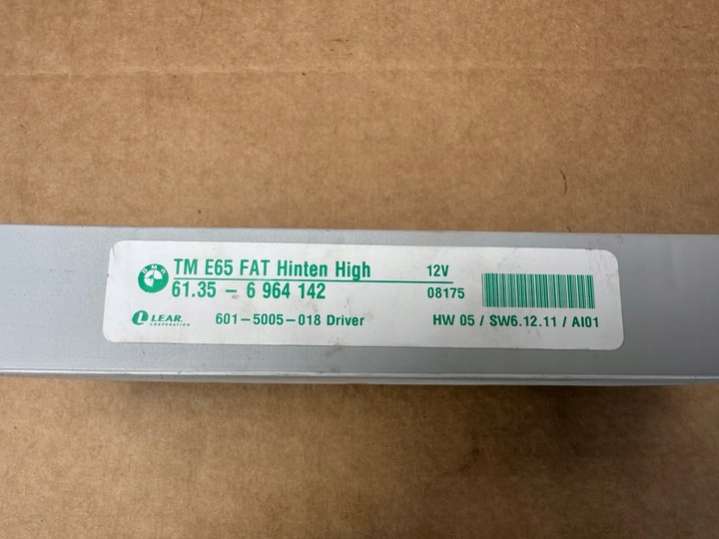 TM E65 FAT Hinten High 12V
61.35 - 6 964 142 08175
LEAR.
CORPORATION
601-5005-018 Driver HW 05 / SW6.12.11 / AI01